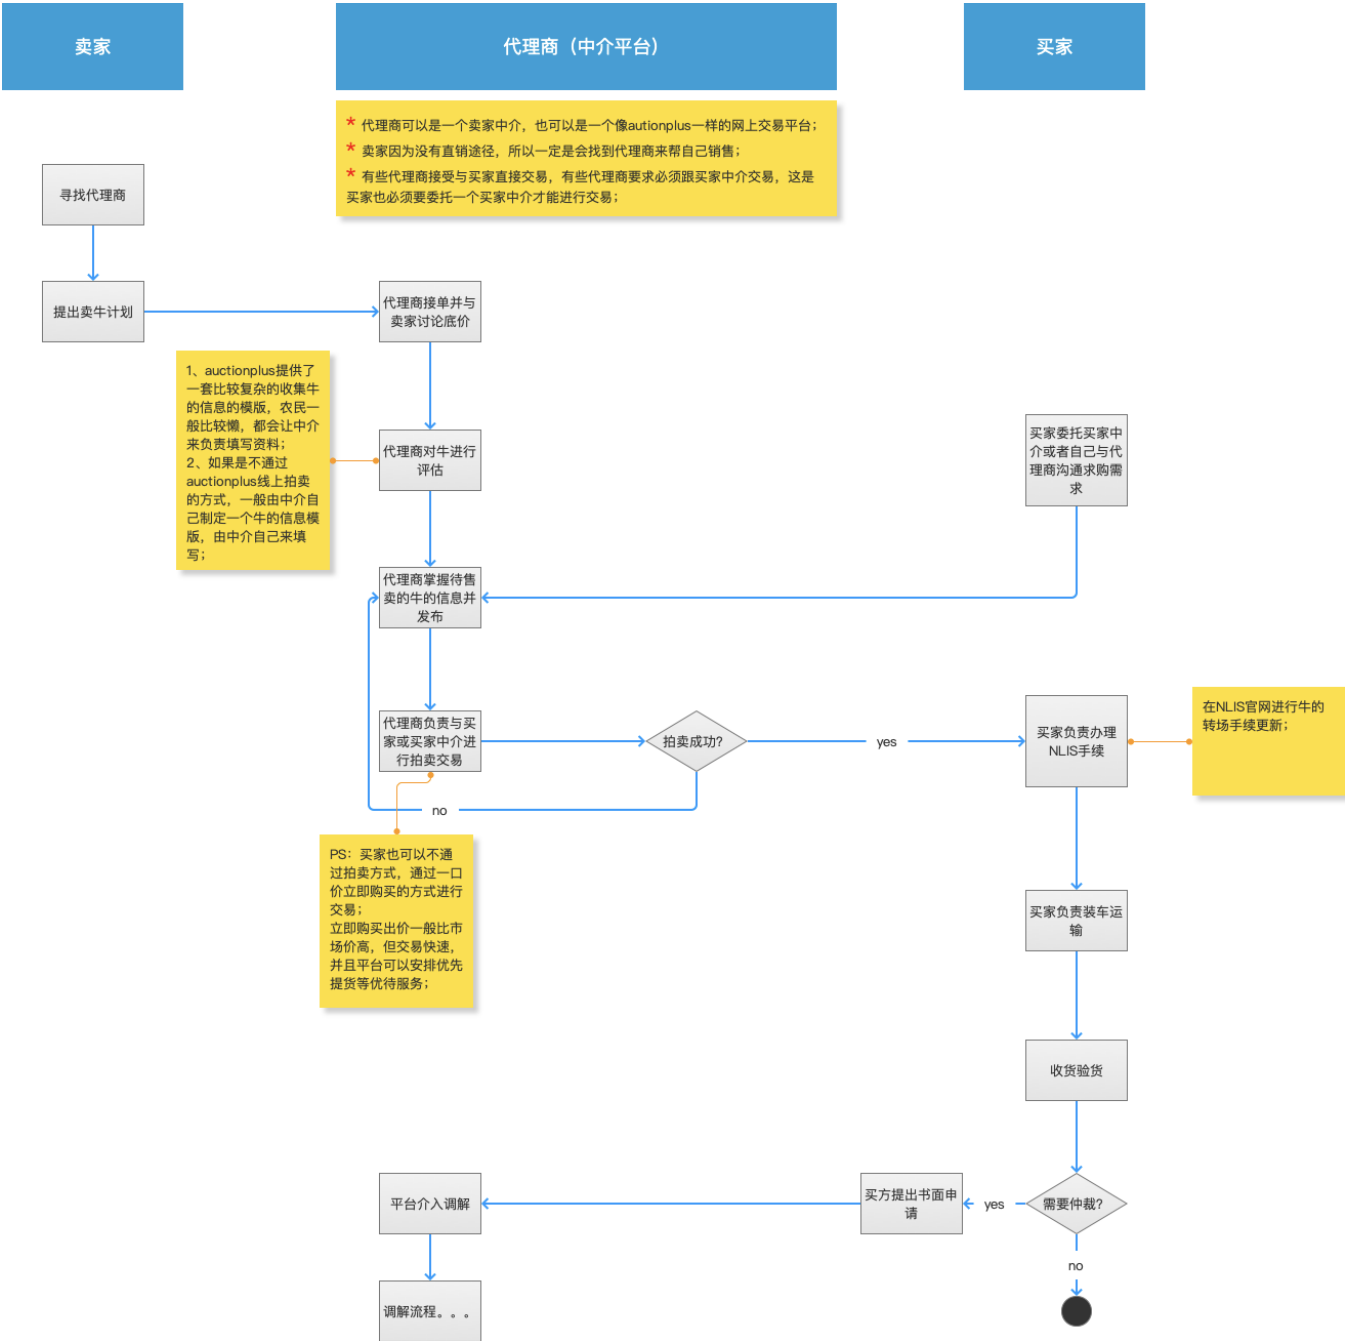 卖家
代理商（中介平台）
买家
* 代理商可以是一个卖家中介，也可以是一个像autionplus一样的网上交易平台；
* 卖家因为没有直销途径，所以一定是会找到代理商来帮自己销售；
* 有些代理商接受与买家直接交易，有些代理商要求必须跟买家中介交易，这是
买家也必须要委托一个买家中介才能进行交易；
寻找代理商
提出卖牛计划
代理商接单并与
卖家讨论底价
1、auctionplus提供了
一套比较复杂的收集牛
的信息的模版，农民一
般比较懒，都会让中介
来负责填写资料；
2、如果是不通过
auctionplus线上拍卖
的方式，一般由中介自
己制定一个牛的信息模
版，由中介自己来填
写；
代理商对牛进行
评估
买家委托买家中
介或者自己与代
理商沟通求购需
求
代理商掌握待售
卖的牛的信息并
发布
代理商负责与买
家或买家中介进
行拍卖交易
拍卖成功?
yes
no
买家负责办理
NLIS手续
在NLIS官网进行牛的
转场手续更新；
PS：买家也可以不通
过拍卖方式，通过一口
价立即购买的方式进行
交易；
立即购买出价一般比市
场价高，但交易快速，
并且平台可以安排优先
提货等优待服务；
买家负责装车运
输
收货验货
需要仲裁?
yes
买方提出书面申
请
平台介入调解
no
调解流程。。。